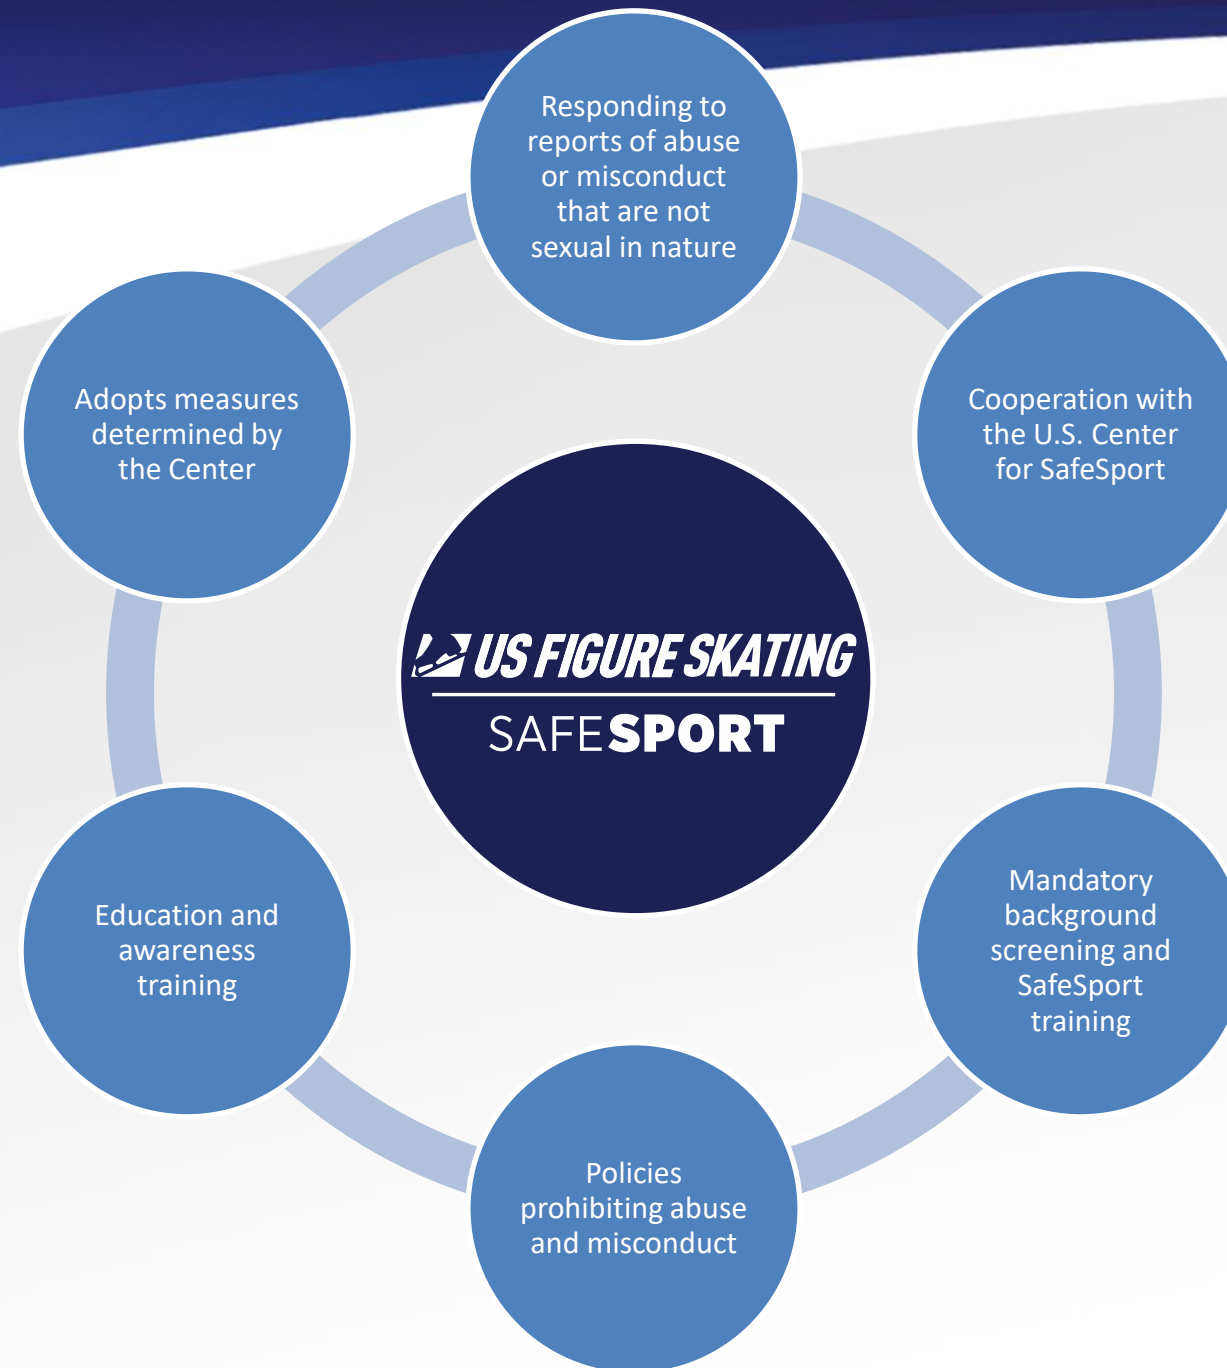 Responding to
reports of abuse
or misconduct
that are not
sexual in nature
Cooperation with
the U.S. Center
for SafeSport
Mandatory
background
screening and
SafeSport
training
Policies
prohibiting abuse
and misconduct
Education and
awareness
training
Adopts measures
determined by
the Center
US FIGURE SKATING
SAFESPORT